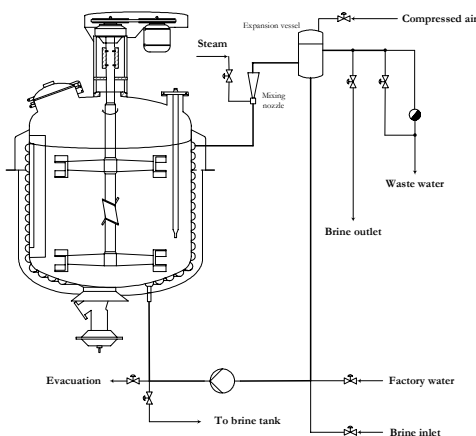 Expansion vessel
Compressed air
Steam
Mixing
nozzle
Waste water
Brine outlet
Evacuation
Factory water
To brine tank
Brine inlet